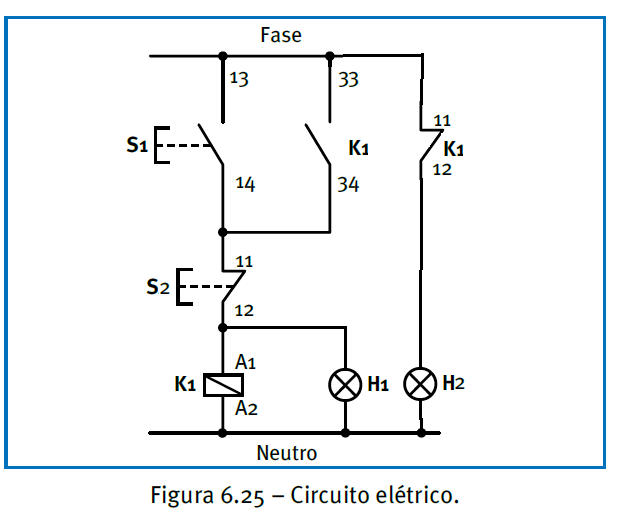 Fase
13
33
11
S1
K1
K1
12
14
34
11
S2
12
A1
K1
H1
H2
A2
Neutro
Figura 6.25 – Circuito elétrico.